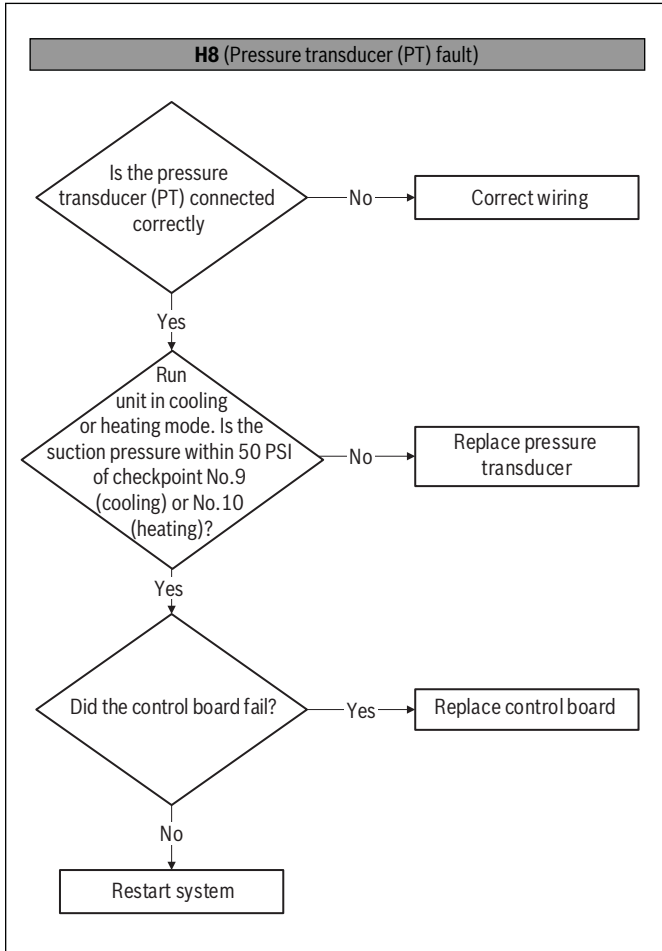 H8 (Pressure transducer (PT) fault)
Is the pressure
transducer (PT) connected
correctly
No
Correct wiring
Yes
Run
unit in cooling
or heating mode. Is the
suction pressure within 50 PSI
of checkpoint No.9
(cooling) or No.10
(heating)?
No
Replace pressure
transducer
Yes
Did the control board fail?
Yes
Replace control board
No
Restart system